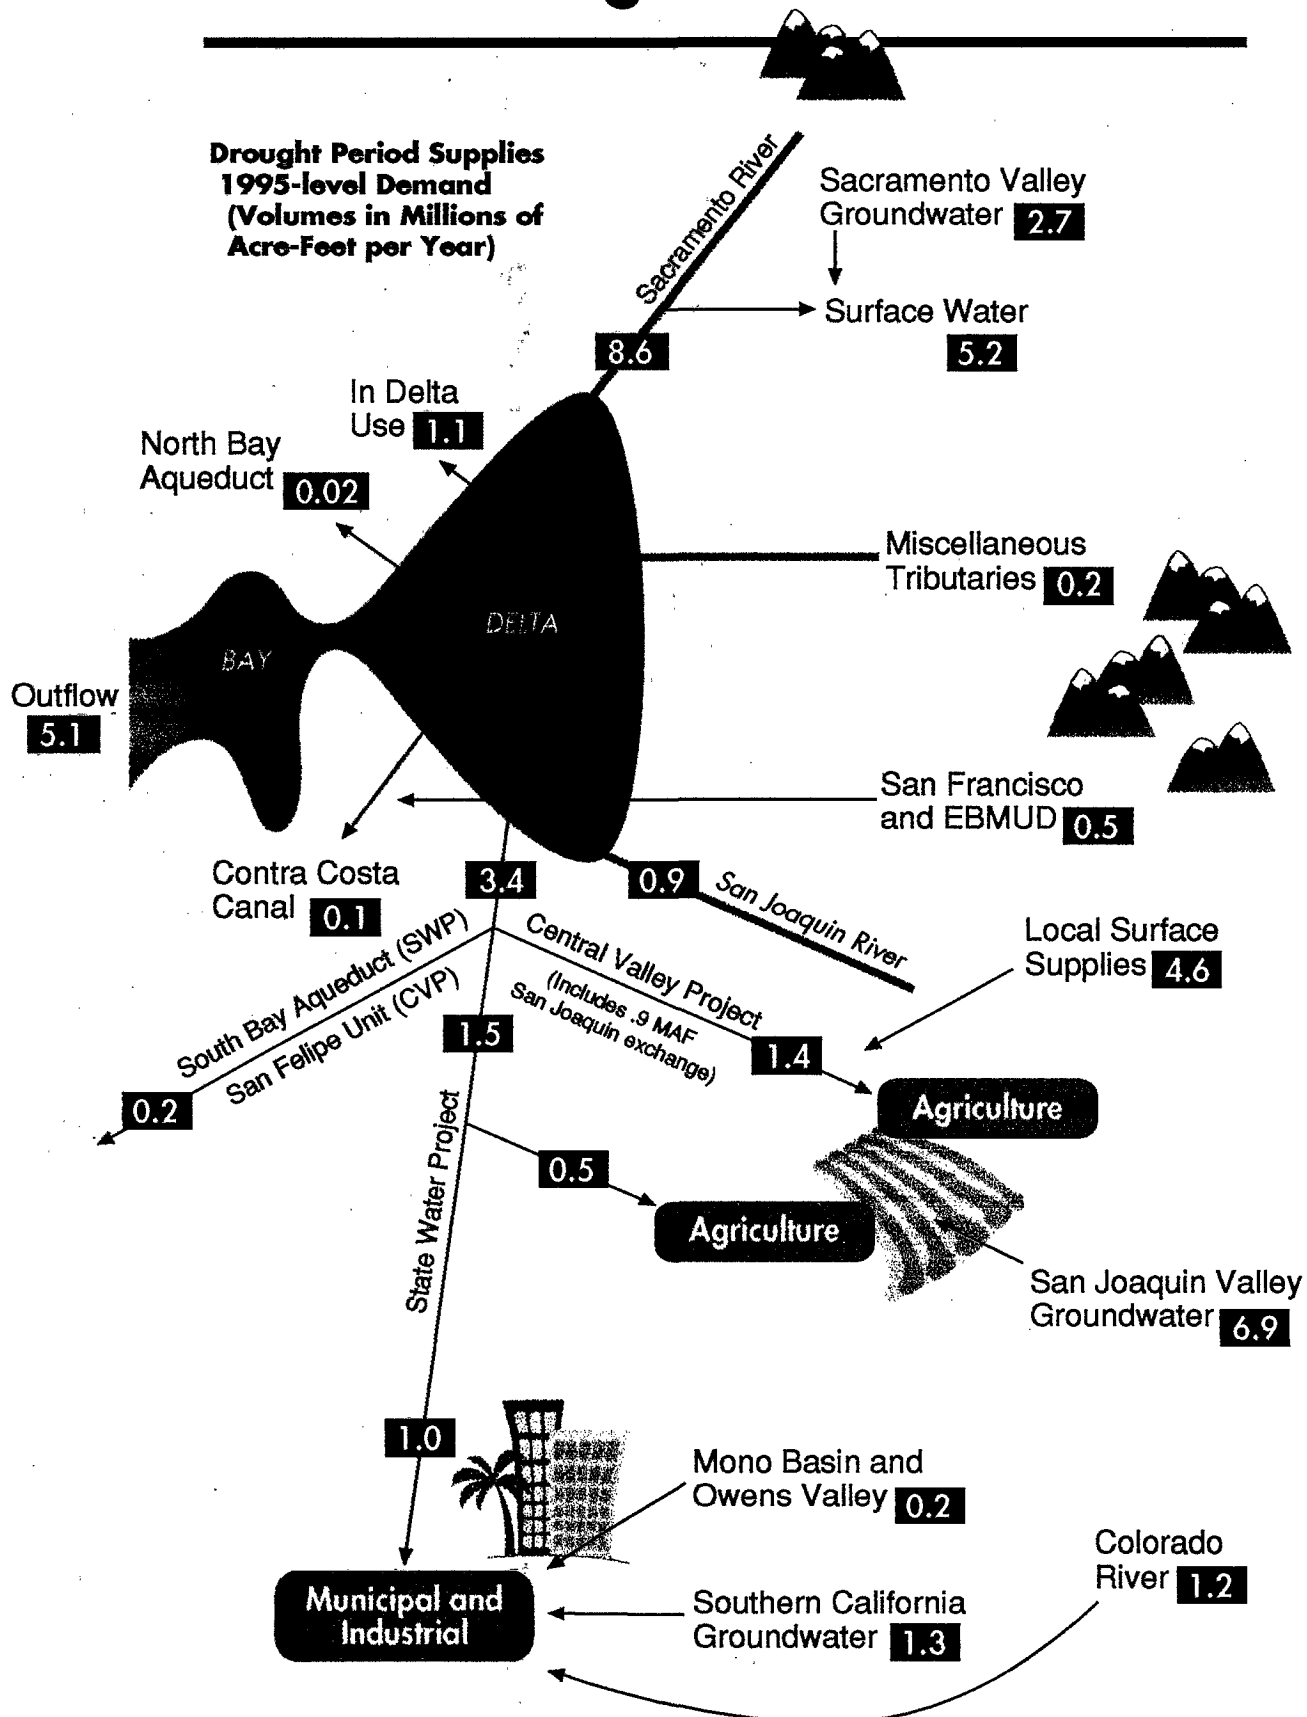 Drought Period Supplies
1995-level Demand
(Volumes in Millions of
Acre-Feet per Year)
Sacramento River
Sacramento Valley
Groundwater 2.7
Surface Water
5.2
8.6
In Delta
Use 1.1
North Bay
Aqueduct 0.02
Miscellaneous
Tributaries 0.2
DELTA
BAY
Outflow
5.1
San Francisco
and EBMUD 0.5
Contra Costa
Canal 0.1
3.4
0.9
San Joaquin River
Local Surface
Supplies 4.6
South Bay Aqueduct (SWP)
San Felipe Unit (CVP)
0.2
Central Valley Project
(Includes .9 MAF
San Joaquin exchange)
1.5
1.4
Agriculture
State Water Project
0.5
Agriculture
San Joaquin Valley
Groundwater 6.9
1.0
Mono Basin and
Owens Valley 0.2
Colorado
River 1.2
Municipal and
Industrial
Southern California
Groundwater 1.3